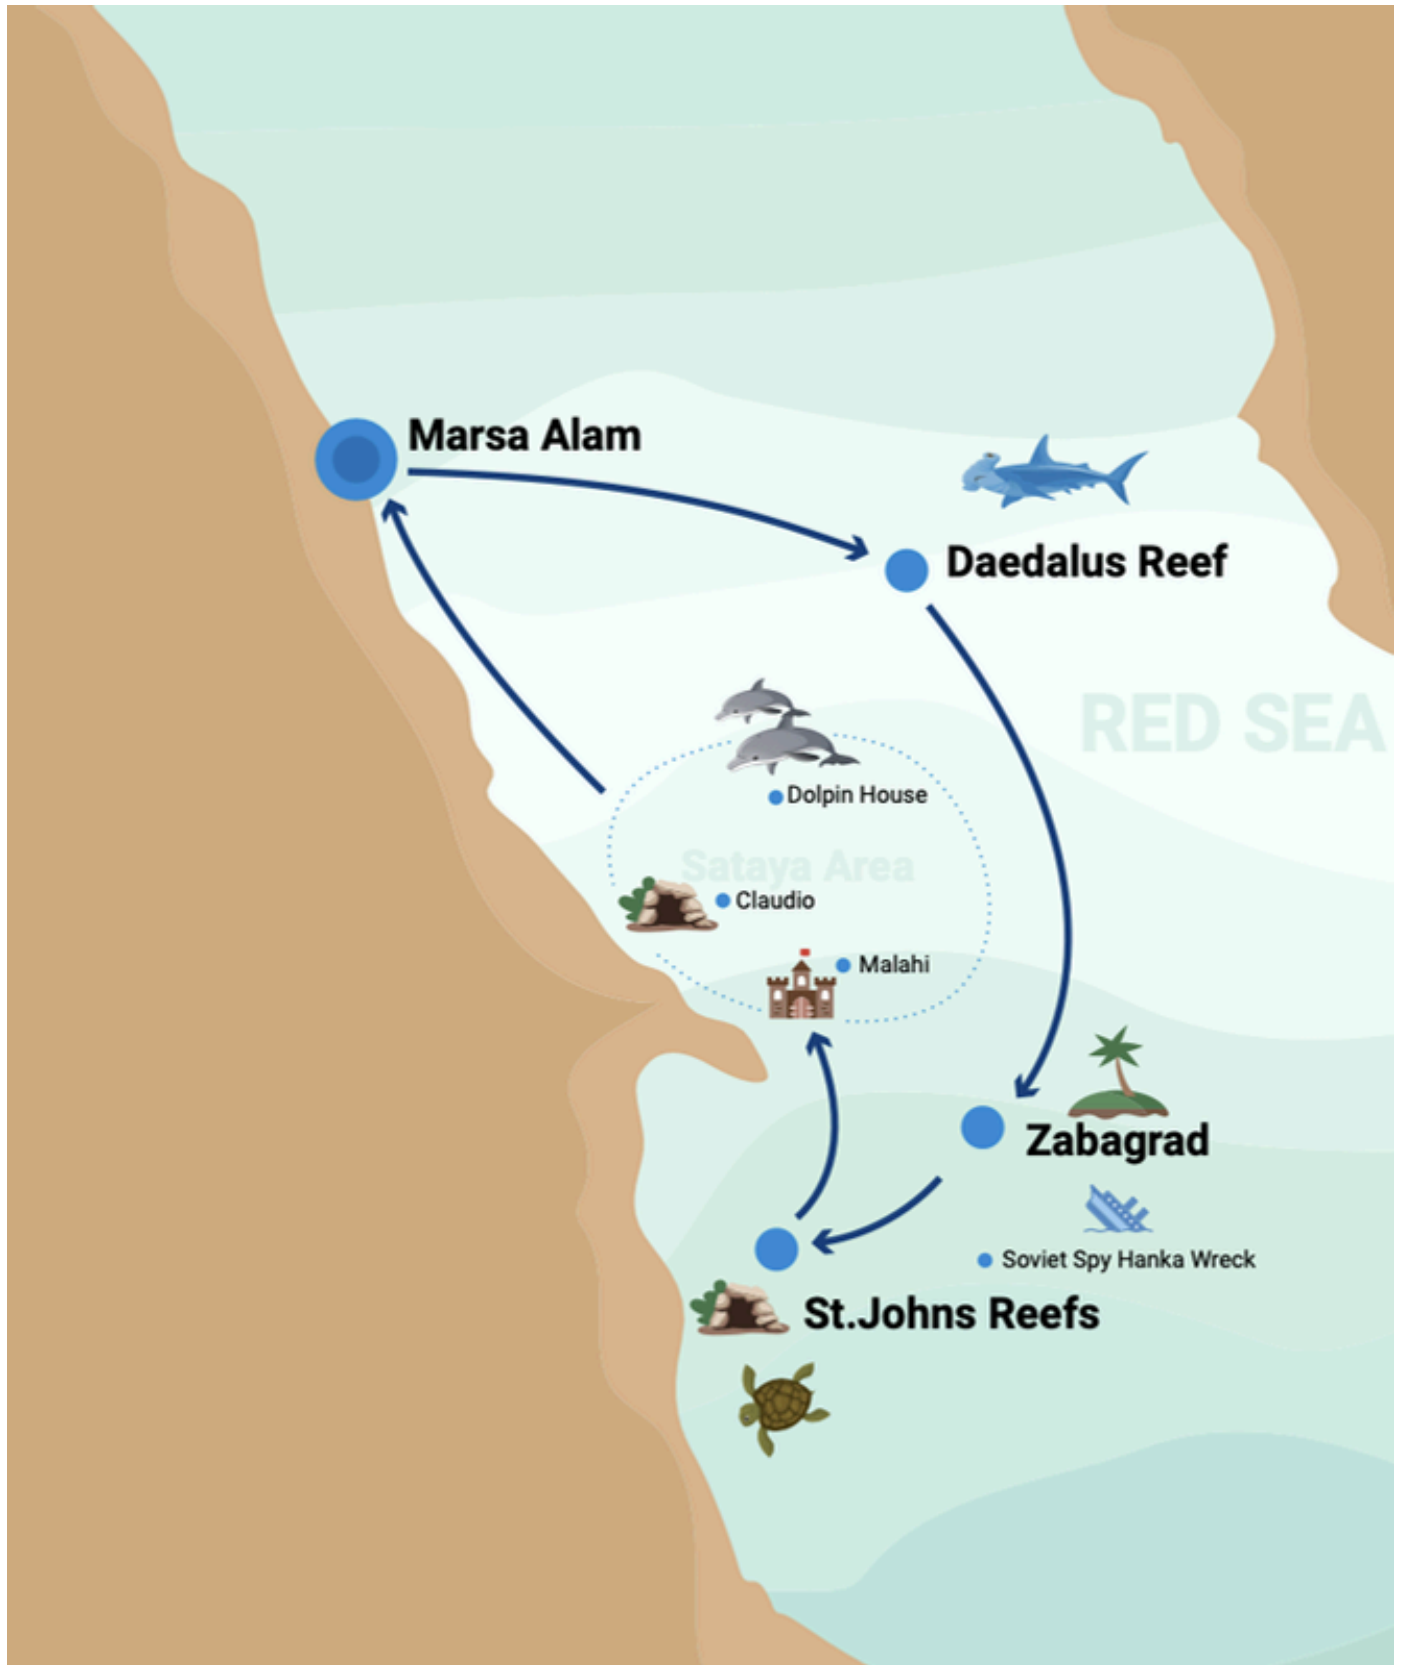 Marsa Alam
Daedalus Reef
RED SEA
Dolpin House
Sataya Area
Claudio
Malahi
Zabagrad
Soviet Spy Hanka Wreck
St.Johns Reefs